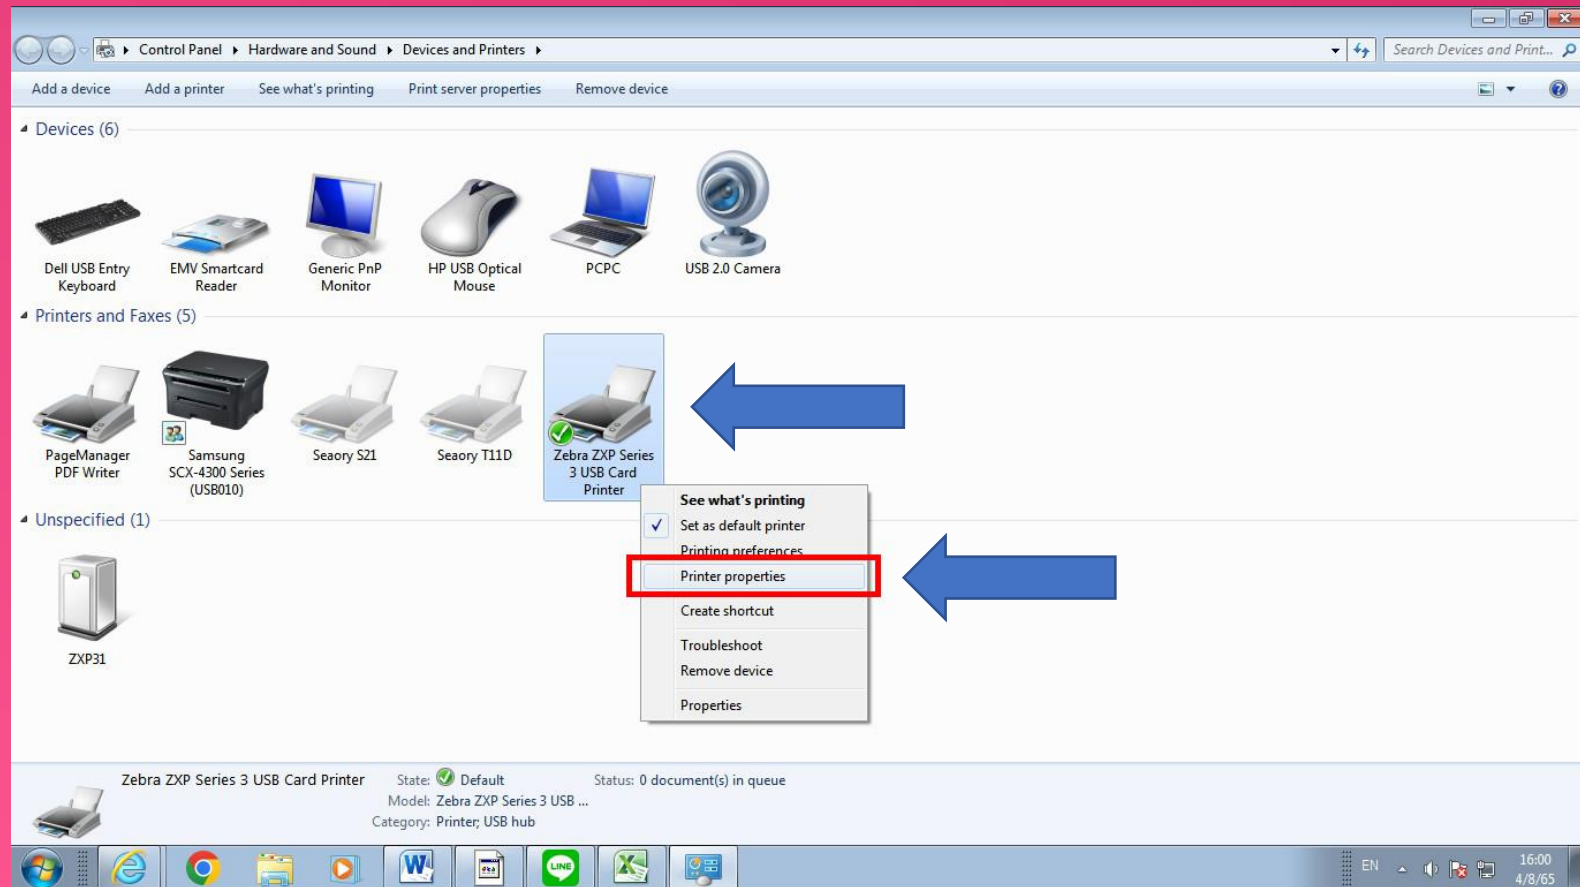 Control Panel Hardware and Sound Devices and Printers
Search Devices and Print...
Add a device Add a printer See what's printing Print server properties Remove device
Devices (6)
Dell USB Entry
Keyboard
EMV Smartcard
Reader
Generic PnP
Monitor
HP USB Optical
Mouse
PCPC
USB 2.0 Camera
Printers and Faxes (5)
PageManager
PDF Writer
Samsung
SCX-4300 Series
(USB010)
Seaory S21
Seaory T11D
Zebra ZXP Series
3 USB Card
Printer
See what's printing
Set as default printer
Printing preferences
Printer properties
Create shortcut
Troubleshoot
Remove device
Properties
Unspecified (1)
ZXP31
Zebra ZXP Series 3 USB Card Printer
State: Default
Status: 0 document(s) in queue
Model: Zebra ZXP Series 3 USB ...
Category: Printer; USB hub
LINE
EN
16:00
4/8/65